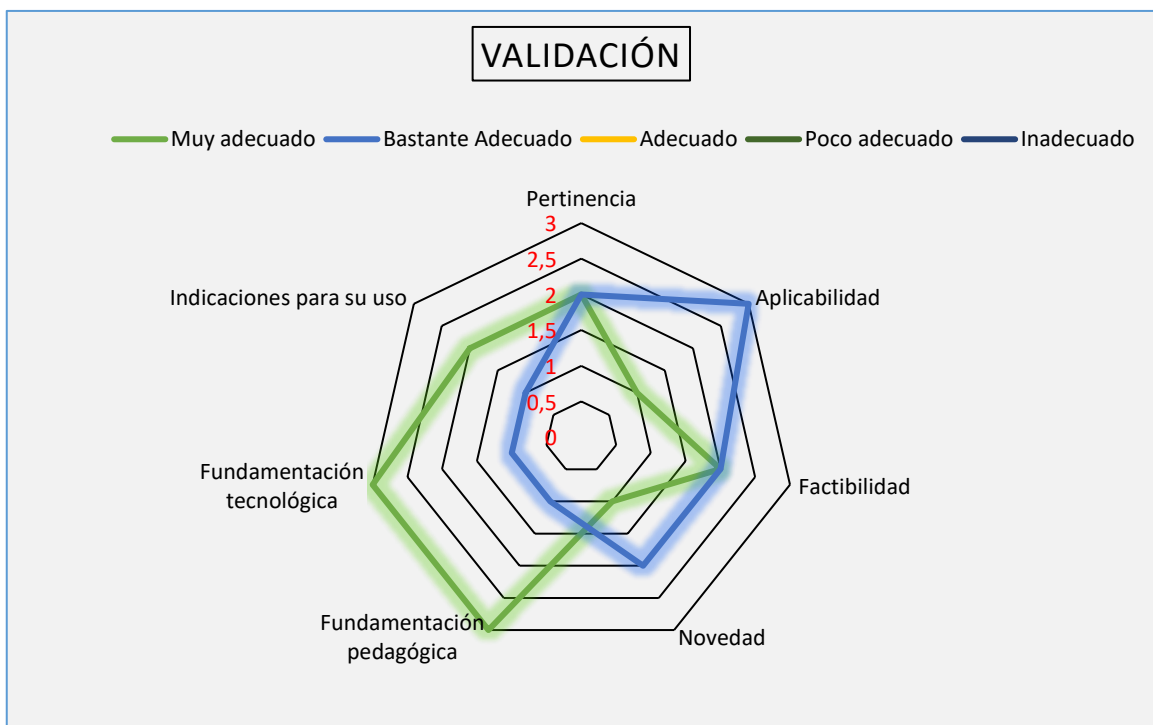 VALIDACIÓN
Muy adecuado Bastante Adecuado Adecuado Poco adecuado Inadecuado
Pertinencia
3
2,5
2
1,5
1
0,5
0
Aplicabilidad
Factibilidad
Novedad
Fundamentación
pedagógica
Fundamentación
tecnológica
Indicaciones para su uso